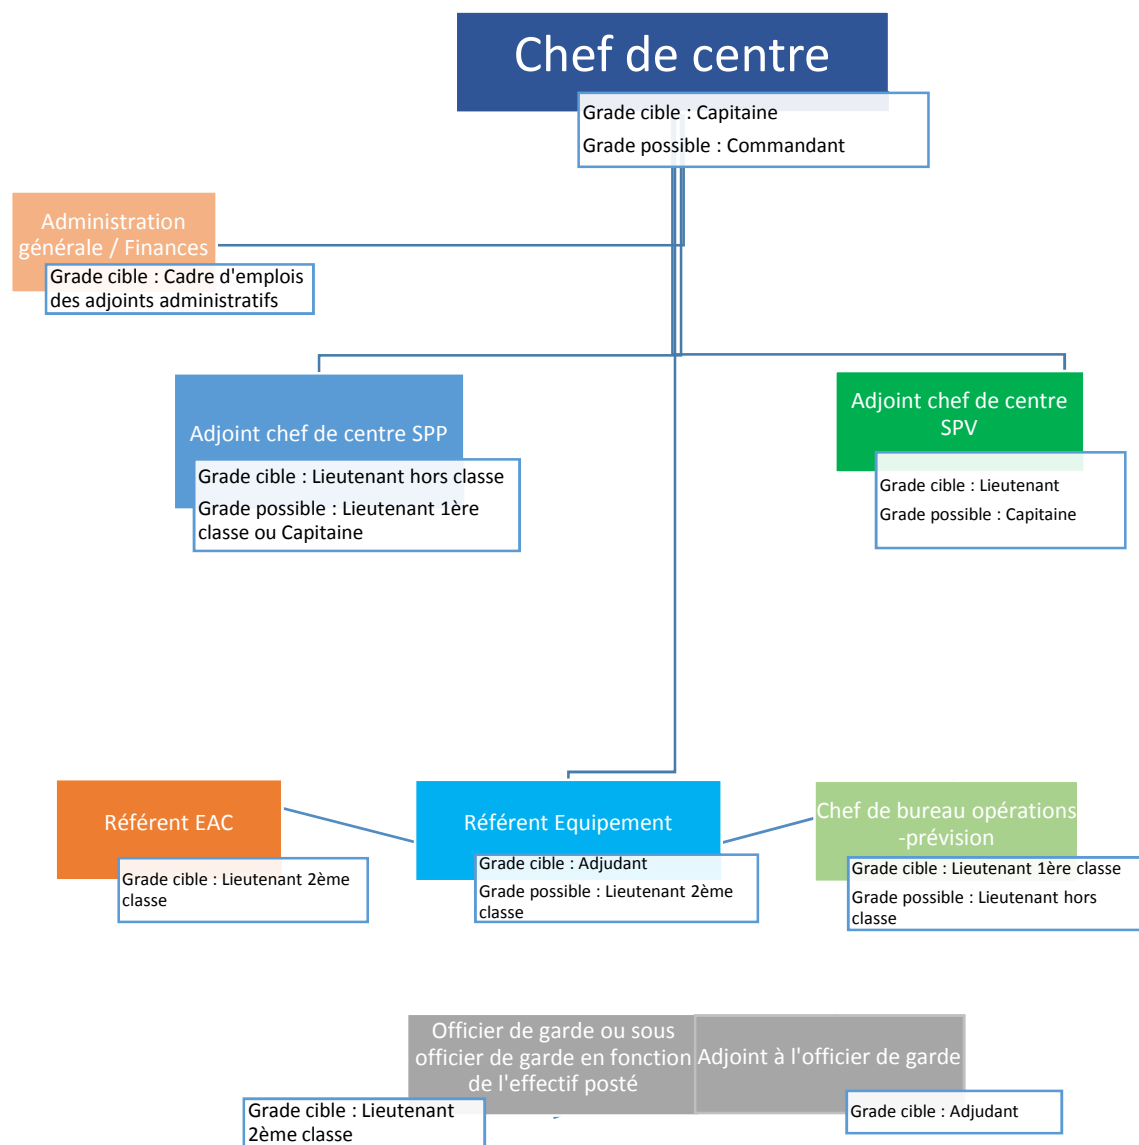 Chef de centre
Grade cible : Capitaine
Grade possible : Commandant
Administration
générale / Finances
Grade cible : Cadre d'emplois
des adjoints administratifs
Adjoint chef de centre SPP
Grade cible : Lieutenant hors classe
Grade possible : Lieutenant 1ère
classe ou Capitaine
Adjoint chef de centre
SPV
Grade cible : Lieutenant
Grade possible : Capitaine
Référent EAC
Grade cible : Lieutenant 2ème
classe
Référent Equipement
Grade cible : Adjudant
Grade possible : Lieutenant 2ème
classe
Chef de bureau opérations
-prévision
Grade cible : Lieutenant 1ère classe
Grade possible : Lieutenant hors
classe
Officier de garde ou sous
officier de garde en fonction
de l'effectif posté
Grade cible : Lieutenant
2ème classe
Adjoint à l'officier de garde
Grade cible : Adjudant